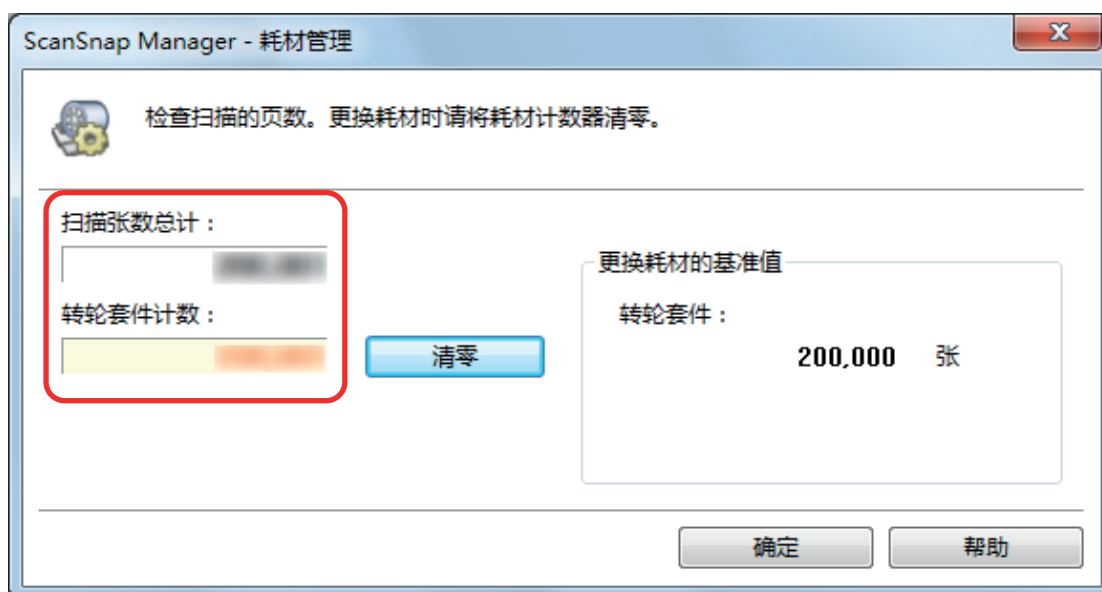 ScanSnap Manager - 耗材管理
检查扫描的页数。更换耗材时请将耗材计数器清零。
扫描张数总计：
转轮套件计数：
清零
更换耗材的基准值
转轮套件：
200,000 张
确定
帮助